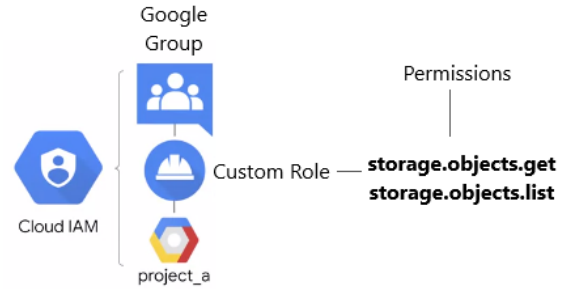 Google
Group
Permissions
Custom Role
storage.objects.get
storage.objects.list
Cloud IAM
project_a